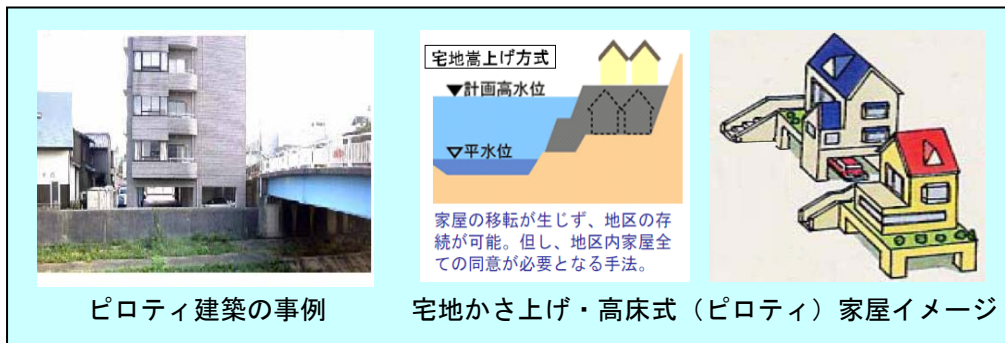 宅地嵩上げ方式
▼計画高水位
▽平水位
家屋の移転が生じず、地区の存
続が可能。但し、地区内家屋全
ての同意が必要となる手法。
ピロティ建築の事例
宅地かさ上げ・高床式（ピロティ）家屋イメージ